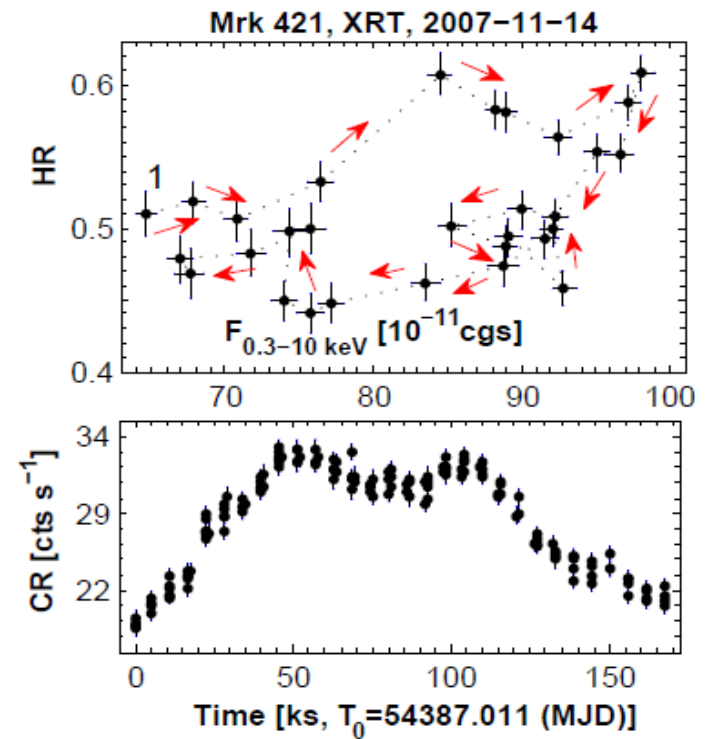 Mrk 421, XRT, 2007−11−14
HR
0.6
0.5
0.4
1
F0.3−10 keV [10−11cgs]
70 80 90 100
CR [cts s−1]
34
29
22
0 50 100 150
Time [ks, T0=54387.011 (MJD)]